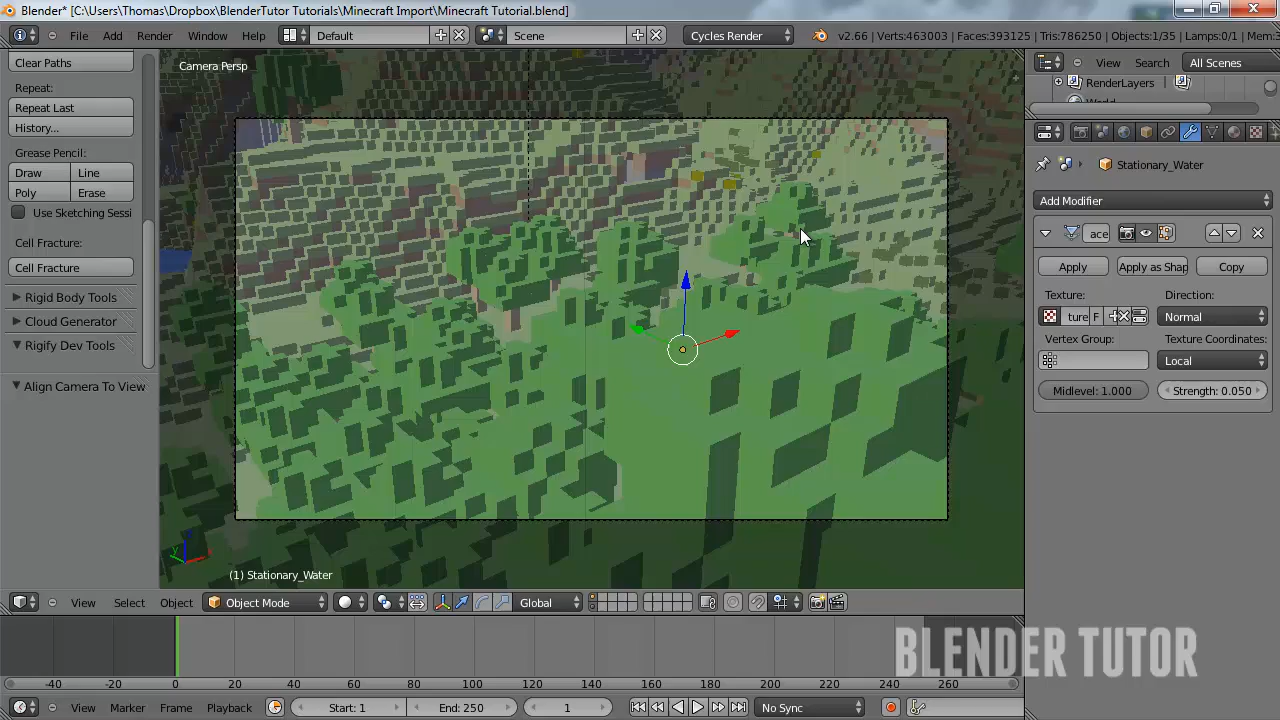 Blender* [C:\Users\Thomas\Dropbox\BlenderTutor Tutorials\Minecraft Import\Minecraft Tutorial.blend]
File Add Render Window Help Default Scene Cycles Render v2.66 | Verts:463003 | Faces:393125 | Tris:786250 | Objects:1/35 | Lamps:0/1 | Mem:3
Clear Paths
Repeat:
Repeat Last
History...
Grease Pencil:
Draw Line
Poly Erase
Use Sketching Sessi
Cell Fracture:
Cell Fracture
Rigid Body Tools
Cloud Generator
Rigify Dev Tools
Align Camera To View
Camera Persp
(1) Stationary_Water
View Search All Scenes
RenderLayers
World
Stationary_Water
Add Modifier
ace
Apply Apply as Shap Copy
Texture: Direction:
ture F Normal
Vertex Group: Texture Coordinates:
Local
Midlevel: 1.000 Strength: 0.050
View Select Object Object Mode Global
-40 -20 0 20 40 60 80 100 120 140 160 180 200 220 240 260
View Marker Frame Playback Start: 1 End: 250 1 No Sync
BLENDER TUTOR